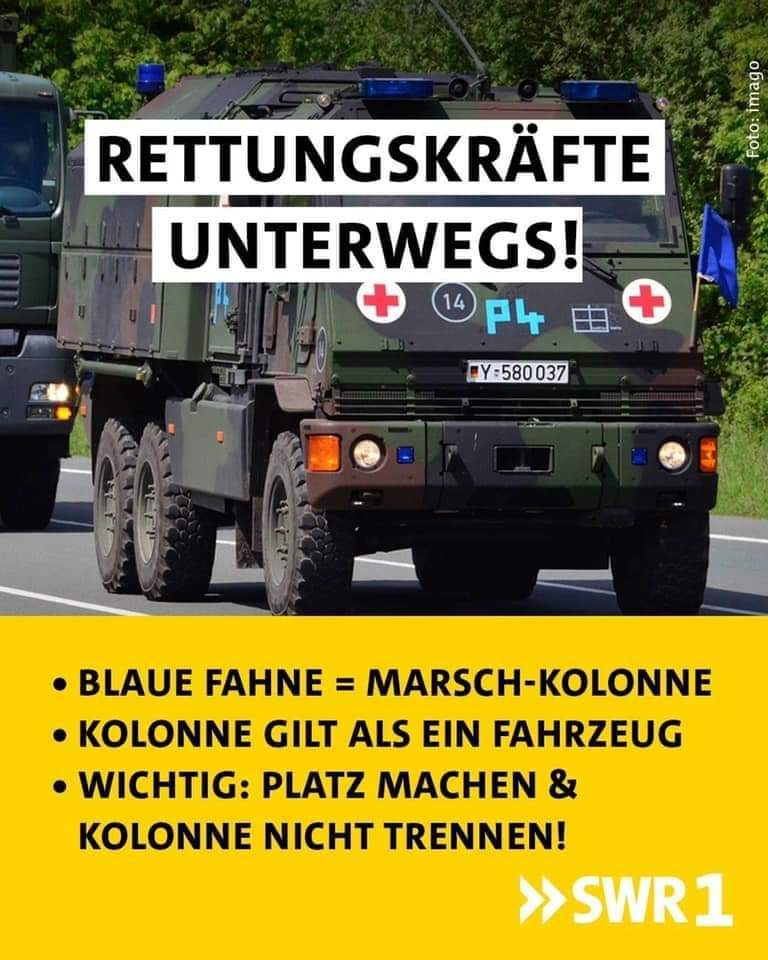 Foto: imago
RETTUNGSKRÄFTE
UNTERWEGS!
14 P4
P4
Y-580 037
• BLAUE FAHNE = MARSCH-KOLONNE
• KOLONNE GILT ALS EIN FAHRZEUG
• WICHTIG: PLATZ MACHEN &
KOLONNE NICHT TRENNEN!
SWR1